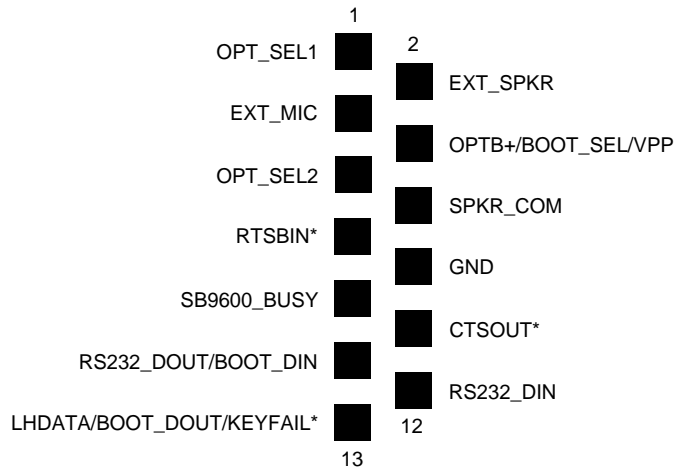 1
OPT_SEL1
2
EXT_SPKR
EXT_MIC
OPTB+/BOOT_SEL/VPP
OPT_SEL2
SPKR_COM
RTSBIN*
GND
SB9600_BUSY
CTSOUT*
RS232_DOUT/BOOT_DIN
RS232_DIN
LHDATA/BOOT_DOUT/KEYFAIL*
12
13